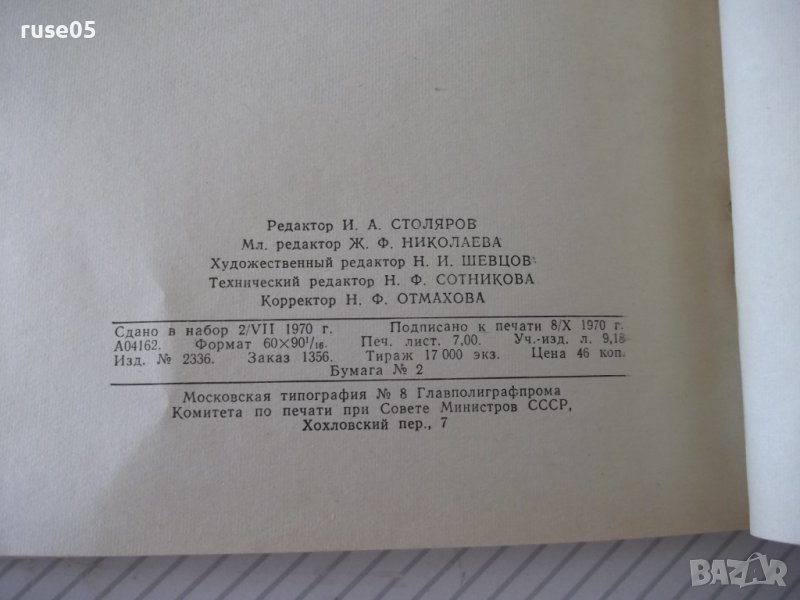 ruse05
Редактор И. А. СТОЛЯРОВ
Мл. редактор Ж. Ф. НИКОЛАЕВА
Художественный редактор Н. И. ШЕВЦОВ
Технический редактор Н. Ф. СОТНИКОВА
Корректор Н. Ф. ОТМАХОВА
Сдано в набор 2/VII 1970 г. Подписано к печати 8/X 1970 г.
А04162. Формат 60×90¹/₁₆. Печ. лист. 7,00. Уч.-изд. л. 9,18
Изд. № 2336. Заказ 1356. Тираж 17 000 экз. Цена 46 коп.
Бумага № 2
Московская типография № 8 Главполиграфпрома
Комитета по печати при Совете Министров СССР,
Хохловский пер., 7
BAZAR